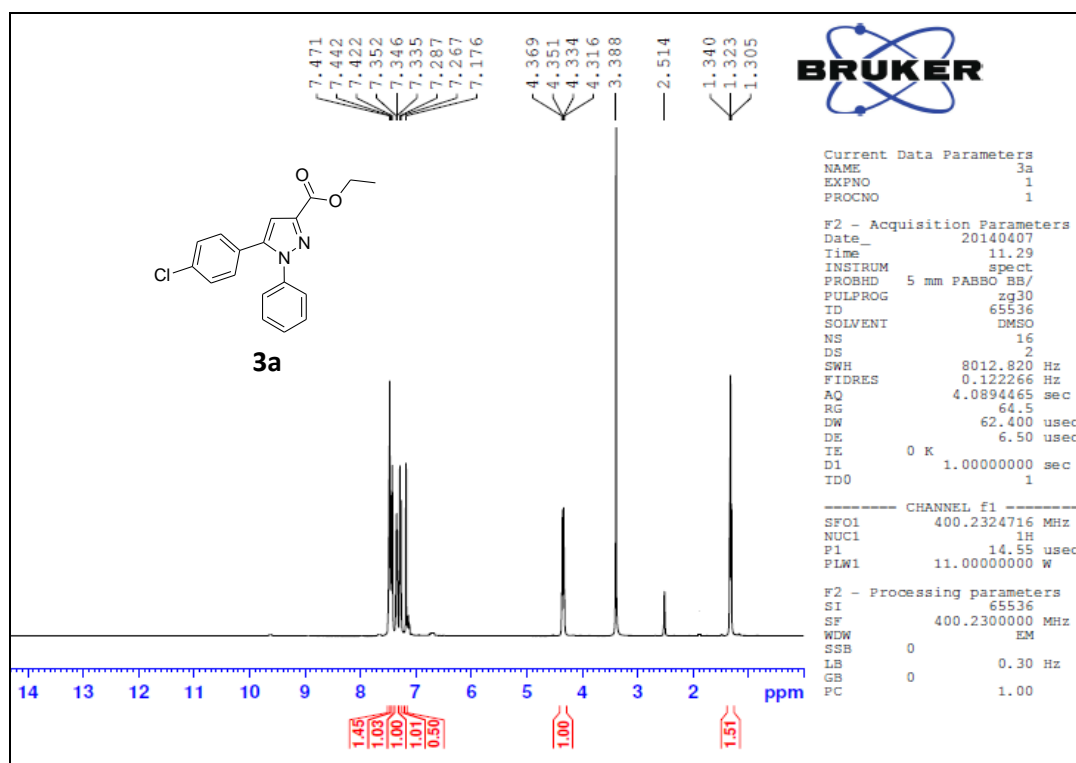 7.471
7.442
7.422
7.352
7.346
7.335
7.287
7.267
7.176
4.369
4.351
4.334
4.316
3.388
2.514
1.340
1.323
1.305
BRUKER
O
O
N
N
Cl
3a
Current Data Parameters
NAME 3a
EXPNO 1
PROCNO 1
F2 - Acquisition Parameters
Date_ 20140407
Time 11.29
INSTRUM spect
PROBHD 5 mm PABBO BB/
PULPROG zg30
TD 65536
SOLVENT DMSO
NS 16
DS 2
SWH 8012.820 Hz
FIDRES 0.122266 Hz
AQ 4.0894465 sec
RG 64.5
DW 62.400 usec
DE 6.50 usec
TE 0 K
D1 1.00000000 sec
TD0 1
======== CHANNEL f1 ========
SFO1 400.2324716 MHz
NUC1 1H
P1 14.55 usec
PLW1 11.00000000 W
F2 - Processing parameters
SI 65536
SF 400.2300000 MHz
WDW EM
SSB 0
LB 0.30 Hz
GB 0
PC 1.00
14 13 12 11 10 9 8 7 6 5 4 3 2 ppm
1.45
1.03
1.00
1.01
0.50
1.00
1.51